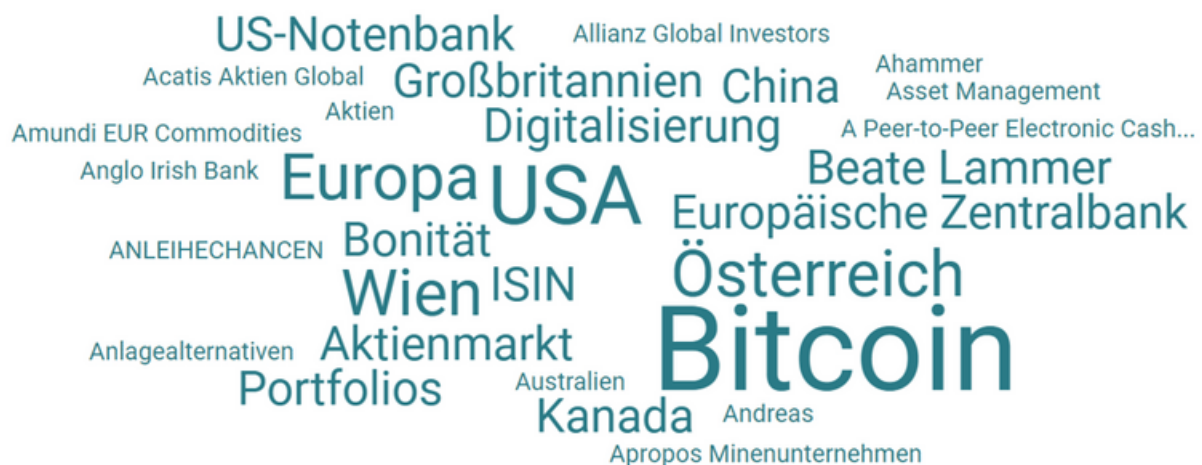 US-Notenbank
Allianz Global Investors
Acatis Aktien Global
Großbritannien
China
Ahammer
Asset Management
Aktien
Digitalisierung
Amundi EUR Commodities
A Peer-to-Peer Electronic Cash...
Anglo Irish Bank
Europa
USA
Beate Lammer
Europäische Zentralbank
ANLEIHECHANCEN
Bonität
Österreich
Wien
ISIN
Bitcoin
Anlagealternativen
Aktienmarkt
Portfolios
Australien
Kanada
Andreas
Apropos Minenunternehmen